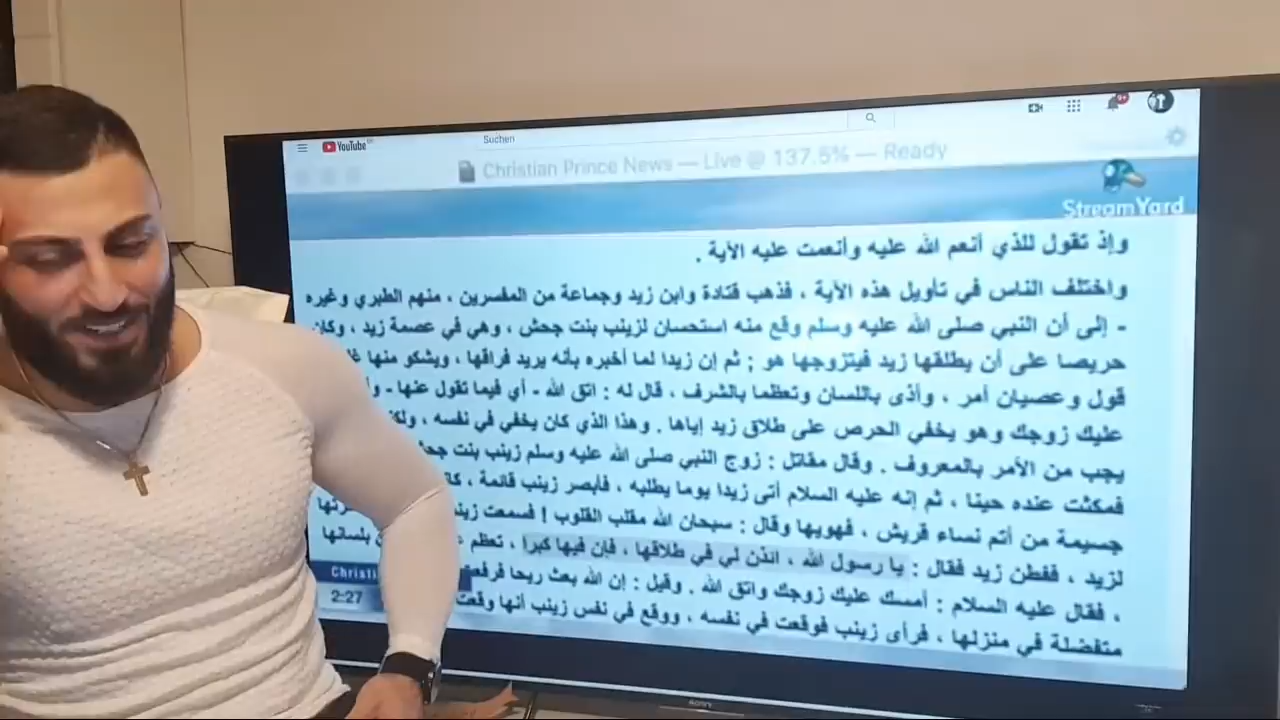 YouTube
Suchen
Christian Prince News — Live @ 137.5% — Ready
StreamYard
وإذ تقول للذي أنعم الله عليه وأنعمت عليه الآية .
واختلف الناس في تأويل هذه الآية ، فذهب قتادة وابن زيد وجماعة من المفسرين ، منهم الطبري وغيره
- إلى أن النبي صلى الله عليه وسلم وقع منه استحسان لزينب بنت جحش ، وهي في عصمة زيد ، وكان
حريصا على أن يطلقها زيد فيتزوجها هو ; ثم إن زيدا لما أخبره بأنه يريد فراقها ، ويشكو منها
قول وعصيان أمر ، وأذى باللسان وتعظما بالشرف ، قال له : اتق الله - أي فيما تقول عنها -
عليك زوجك وهو يخفي الحرص على طلاق زيد إياها . وهذا الذي كان يخفي في نفسه ،
يجب من الأمر بالمعروف . وقال مقاتل : زوج النبي صلى الله عليه وسلم زينب بنت
فمكثت عنده حينا ، ثم إنه عليه السلام أتى زيدا يوما يطلبه ، فأبصر زينب قائمة ،
جسيمة من أتم نساء قريش ، فهويها وقال : سبحان الله مقلب القلوب ! فسمعت
لزيد ، ففطن زيد فقال : يا رسول الله ، ائذن لي في طلاقها ، فإن فيها كبرا ، تعظم بلسانها
، فقال عليه السلام : أمسك عليك زوجك واتق الله . وقيل : إن الله بعث ريحا
متفضلة في منزلها ، فرأى زينب فوقعت في نفسه ، ووقع في نفس زينب أنها وقعت
2:27
SONY